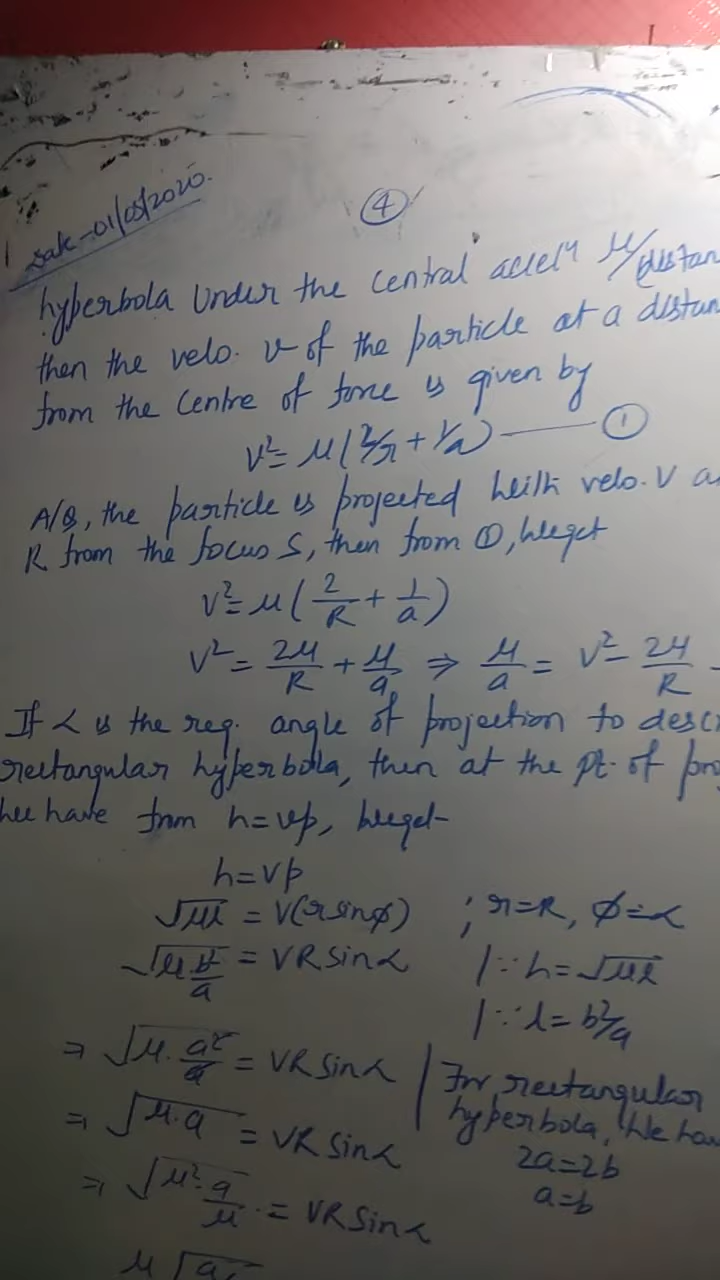 Date-01/05/2020.
④
hyperbola under the central acceln μ/distan
then the velo. v of the particle at a distan
from the centre of force is given by
v²= μ(2/r + 1/a) — ①
A/Q, the particle is projected with velo. V a
R from the focus S, then from ①, we get
V²= μ(2/R + 1/a)
V² = 2μ/R + μ/a ⇒ μ/a = V² - 2μ/R -
If α is the req. angle of projection to desc
rectangular hyperbola, then at the pt. of pro
we have from h=vp, we get-
h=vp
√μl = V(r sinφ) ; r=R, φ=α
√μ b²/a = VR sinα | ∵ h=√μl
| ∵ l= b²/a
⇒ √μ. a²/a = VR sinα | For rectangular
⇒ √μ.a = VR sinα hyperbola, We ha
2a=2b
⇒ √μ². a/μ = VR sinα a=b
μ √a